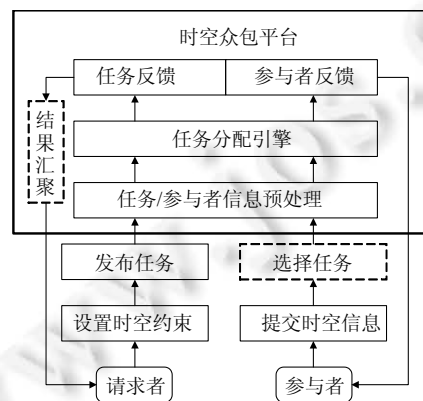 时空众包平台
任务反馈
参与者反馈
结果汇聚
任务分配引擎
任务/参与者信息预处理
发布任务
选择任务
设置时空约束
提交时空信息
请求者
参与者